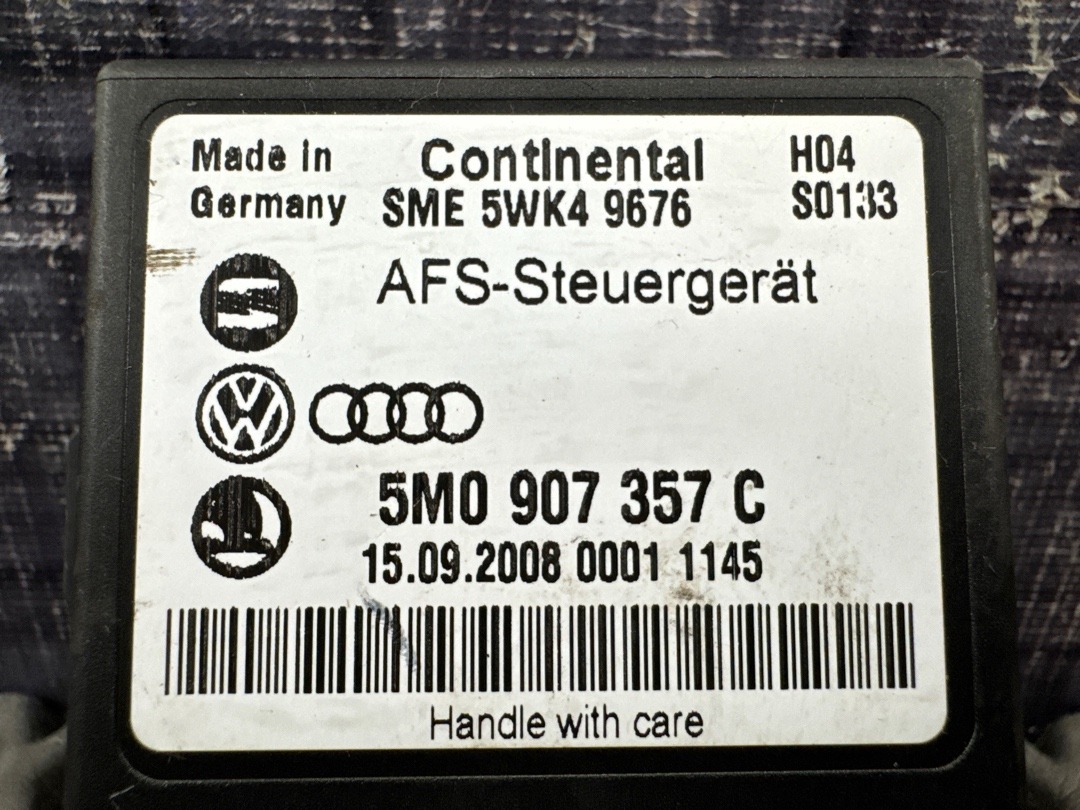 Made in Continental H04
Germany SME 5WK4 9676 S0133
AFS-Steuergerät
5M0 907 357 C
15.09.2008 0001 1145
Handle with care